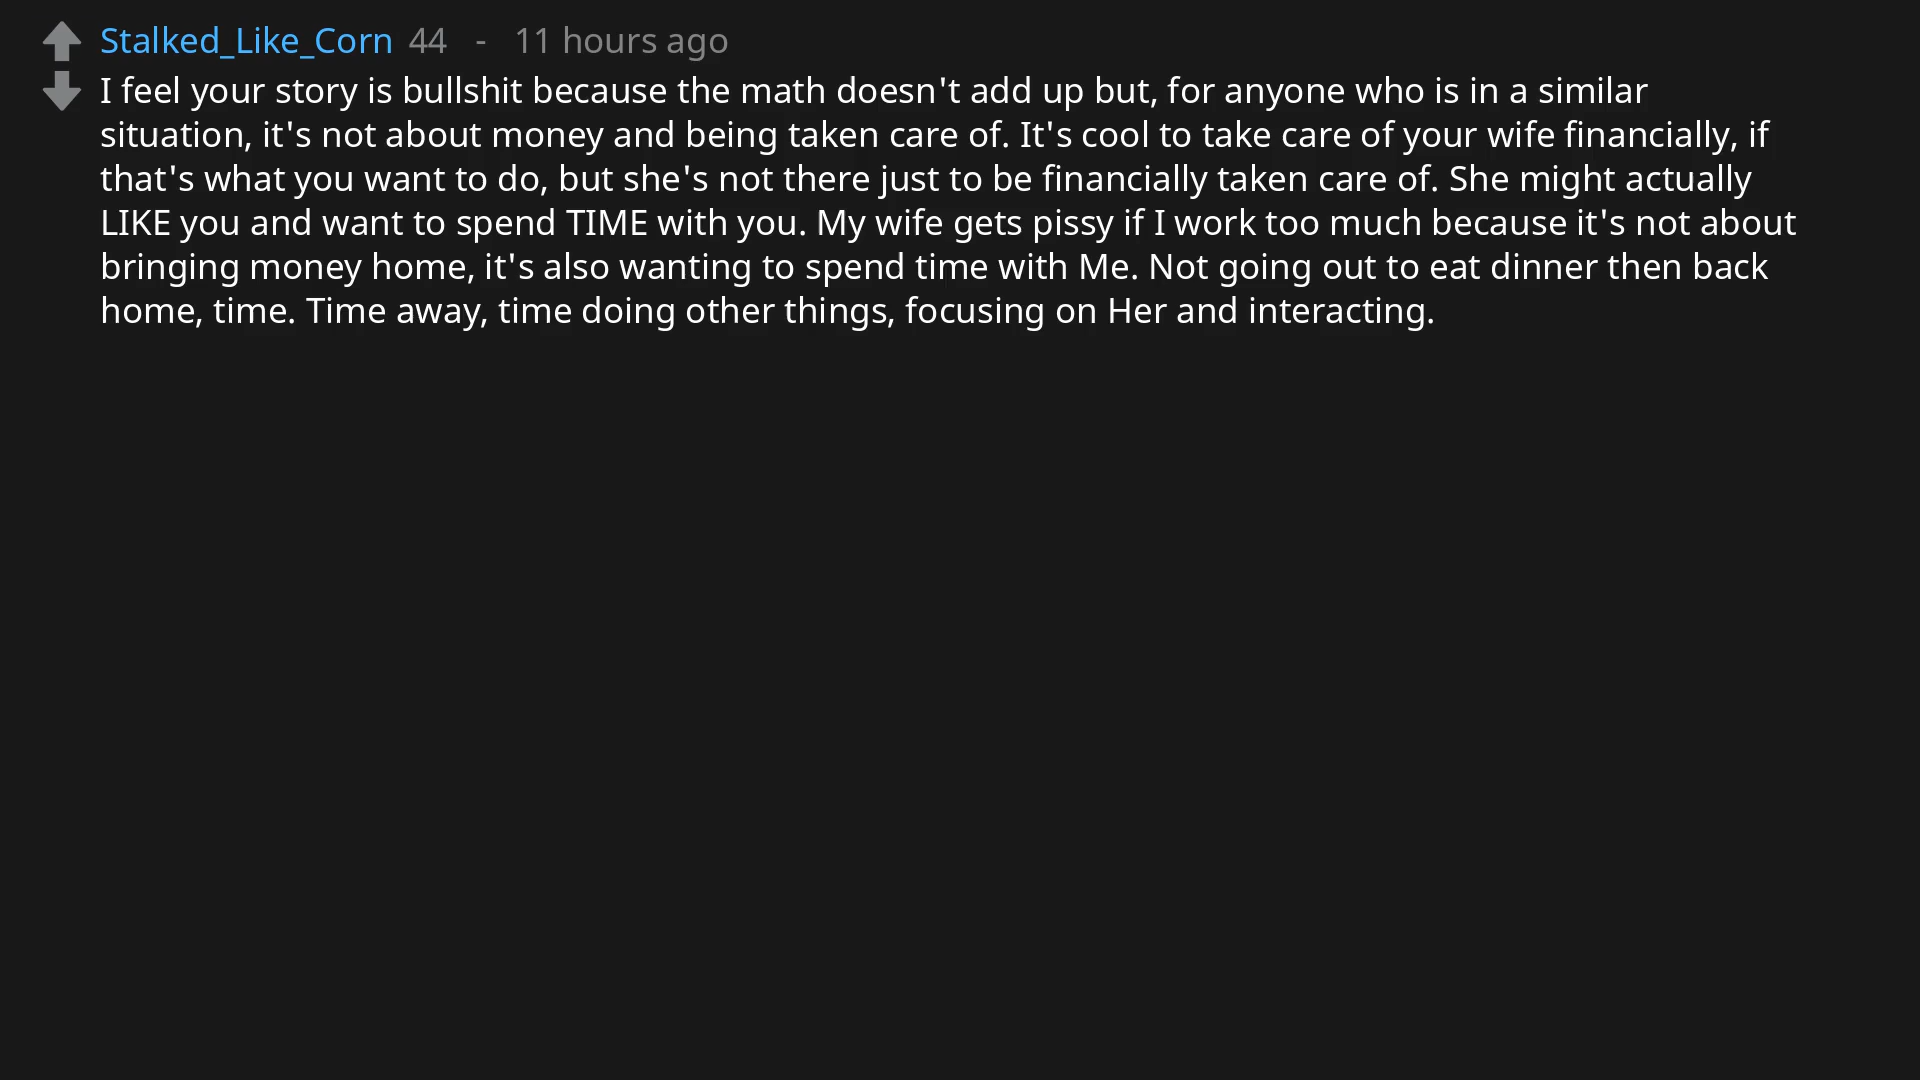 Stalked_Like_Corn 44 - 11 hours ago
I feel your story is bullshit because the math doesn't add up but, for anyone who is in a similar
situation, it's not about money and being taken care of. It's cool to take care of your wife financially, if
that's what you want to do, but she's not there just to be financially taken care of. She might actually
LIKE you and want to spend TIME with you. My wife gets pissy if I work too much because it's not about
bringing money home, it's also wanting to spend time with Me. Not going out to eat dinner then back
home, time. Time away, time doing other things, focusing on Her and interacting.